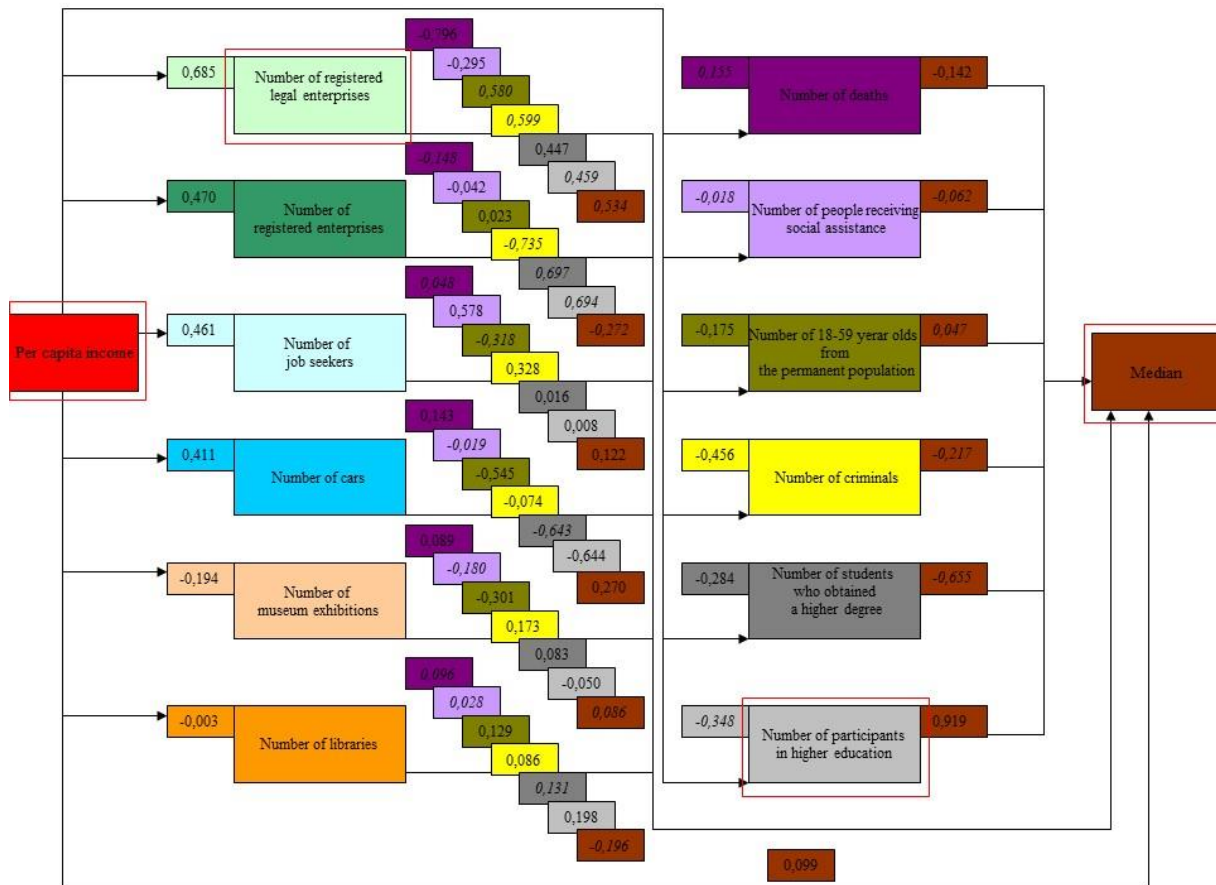 -0,796
0,685
Number of registered
legal enterprises
-0,295
0,580
0,599
0,447
0,459
0,534
0,155
Number of deaths
-0,142
0,470
Number of
registered enterprises
-0,148
-0,042
0,023
-0,735
0,697
0,694
-0,272
-0,018
Number of people receiving
social assistance
-0,062
Per capita income
0,461
Number of
job seekers
0,048
0,578
-0,318
0,328
0,016
0,008
0,122
-0,175
Number of 18-59 yerar olds
from
the permanent population
0,047
Median
0,411
Number of cars
0,143
-0,019
-0,545
-0,074
-0,643
-0,644
0,270
-0,456
Number of criminals
-0,217
-0,194
Number of
museum exhibitions
0,089
-0,180
-0,301
0,173
0,083
-0,050
0,086
-0,284
Number of students
who obtained
a higher degree
-0,655
-0,003
Number of libraries
0,096
0,028
0,129
0,086
0,131
0,198
-0,196
-0,348
Number of participants
in higher education
0,919
0,099